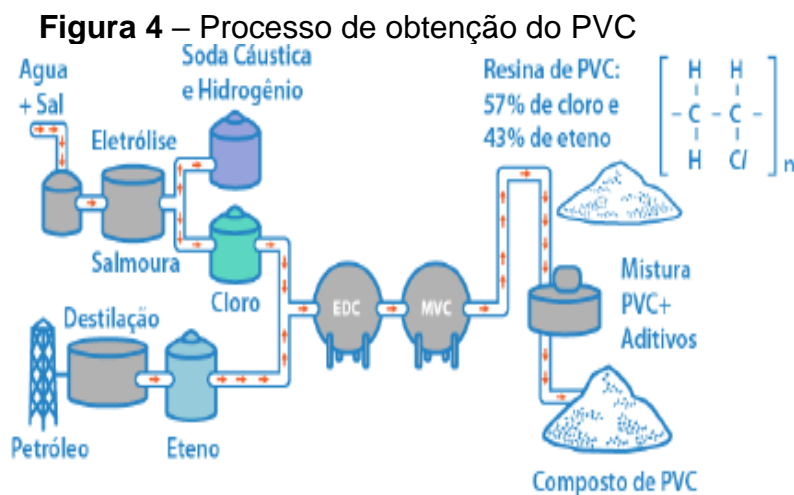 Figura 4 – Processo de obtenção do PVC
Agua
+ Sal
Soda Cáustica
e Hidrogênio
Eletrólise
Salmoura
Cloro
Resina de PVC:
57% de cloro e
43% de eteno
H H
- C - C -
H Cl
n
EDC
MVC
Mistura
PVC+
Aditivos
Destilação
Petróleo
Eteno
Composto de PVC